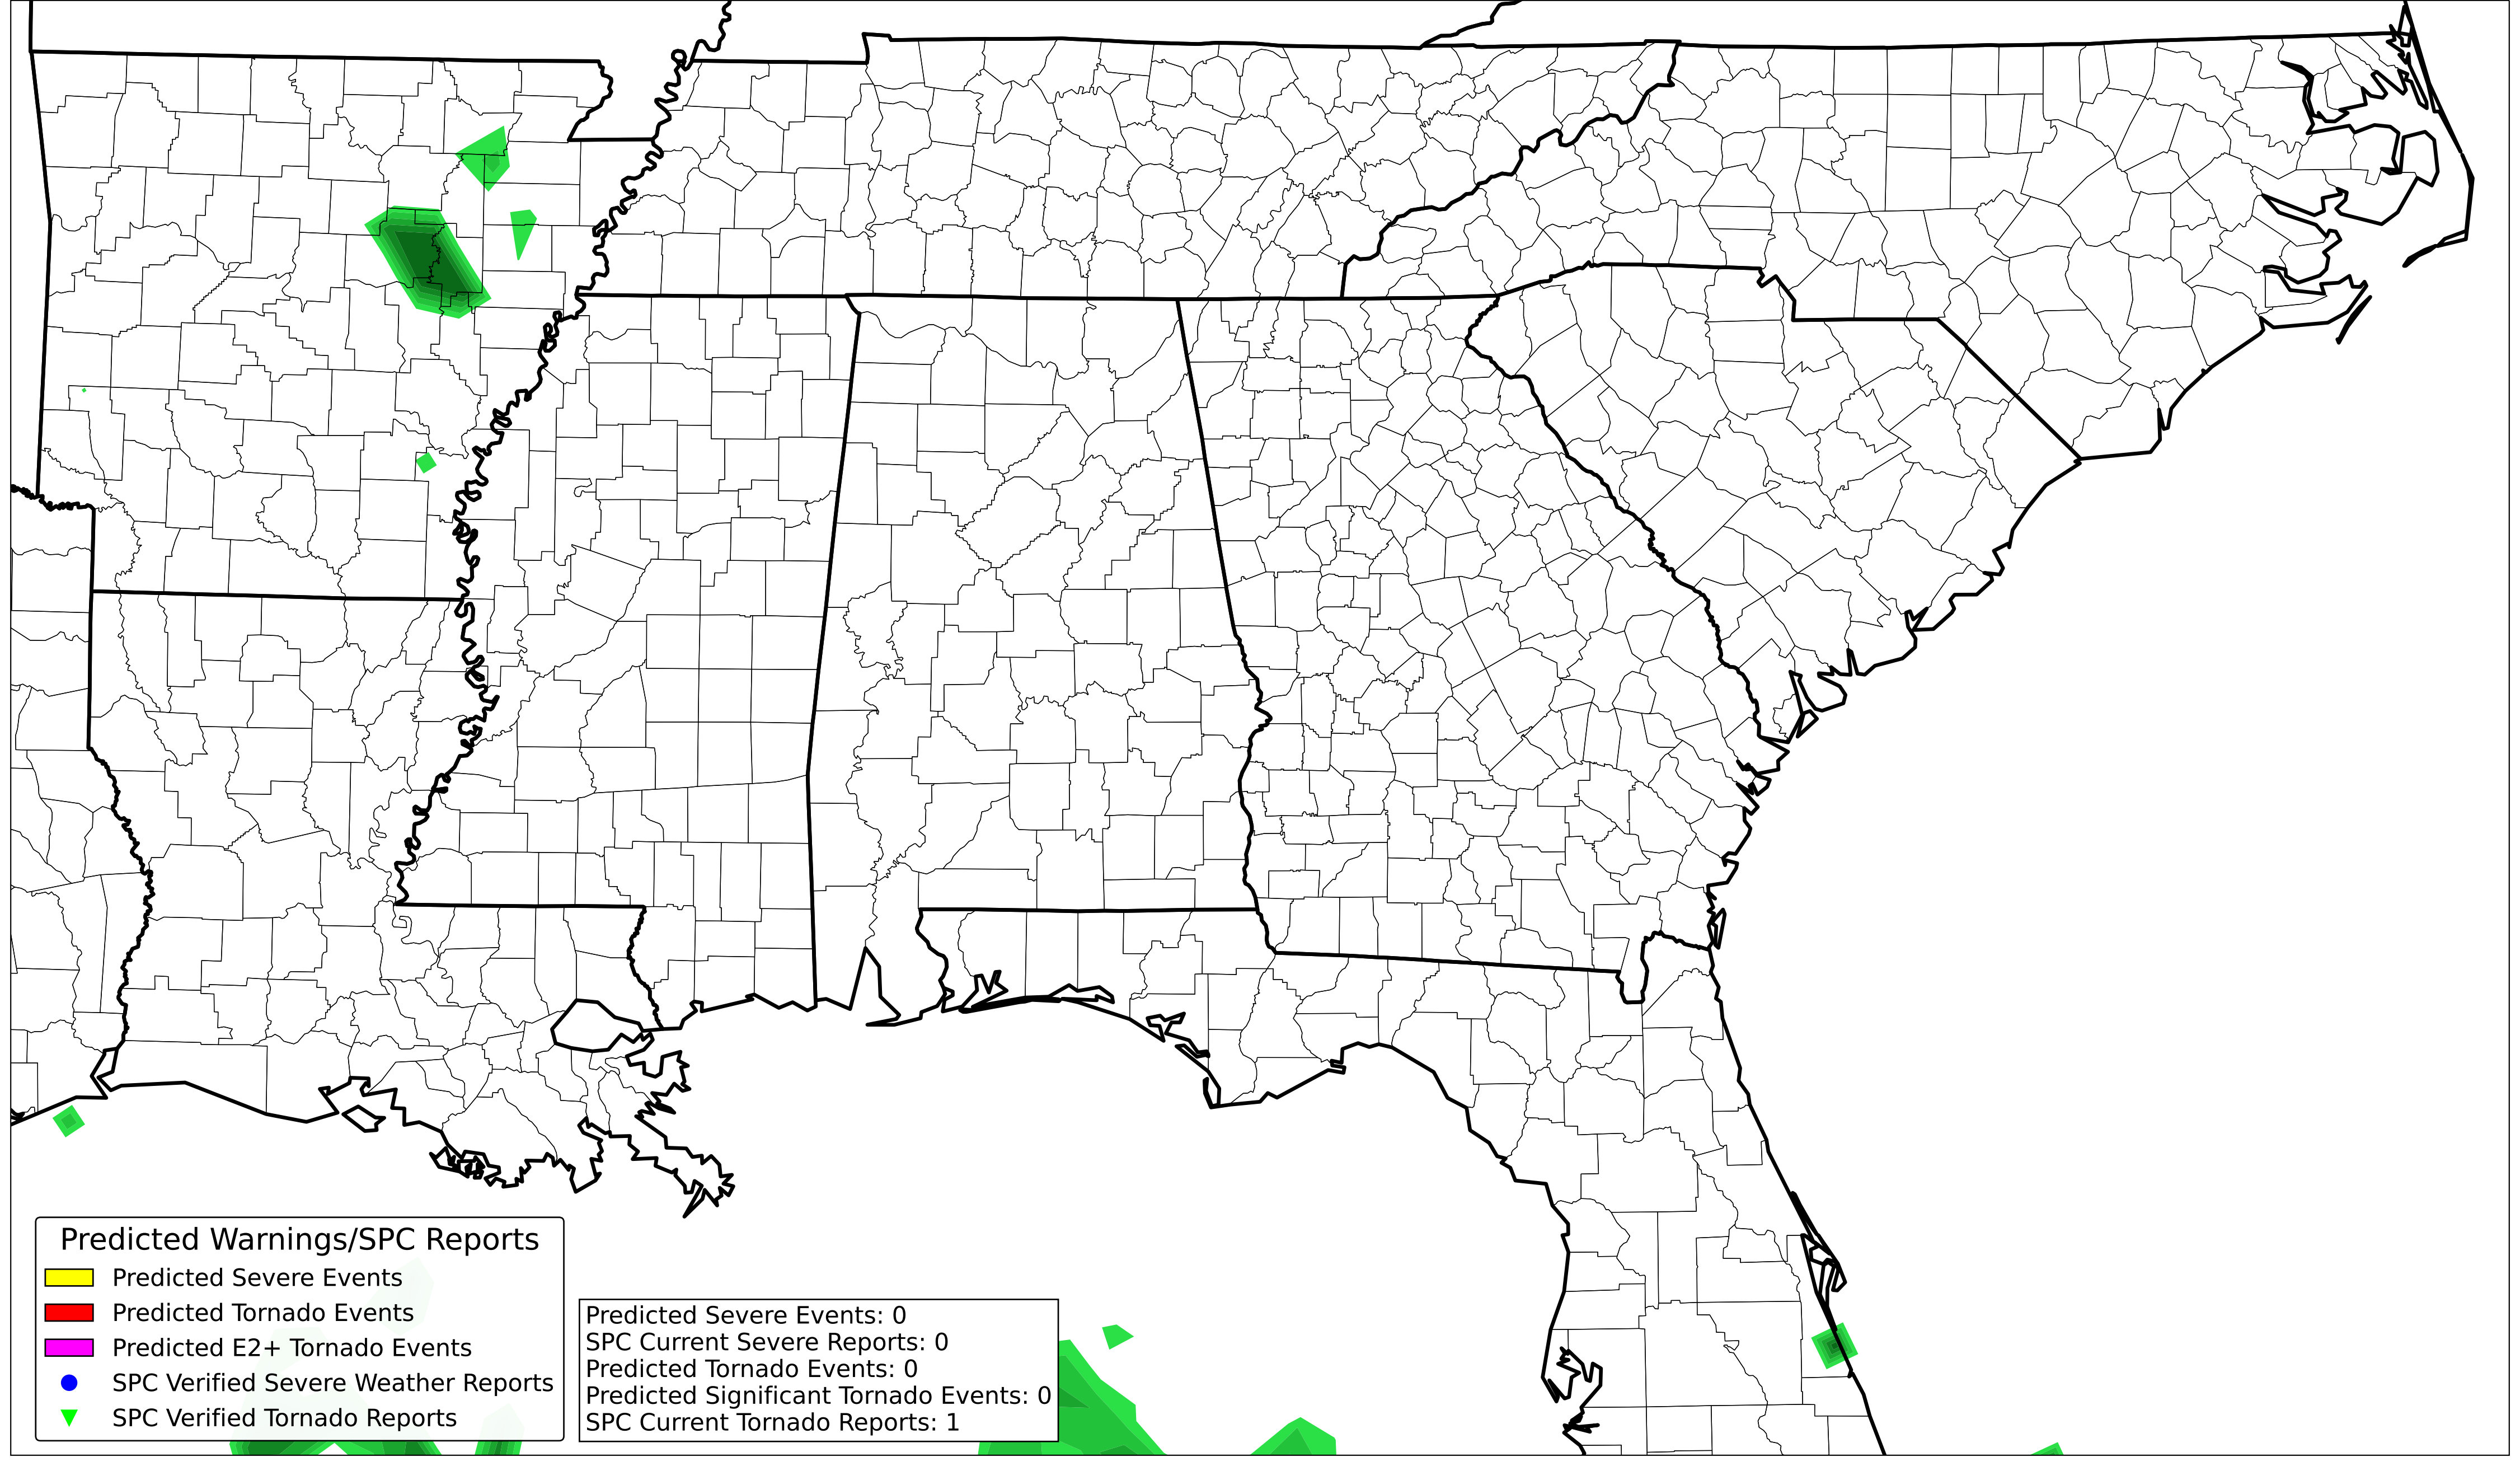 Predicted Warnings/SPC Reports
Predicted Severe Events
Predicted Tornado Events
Predicted E2+ Tornado Events
SPC Verified Severe Weather Reports
SPC Verified Tornado Reports
Predicted Severe Events: 0
SPC Current Severe Reports: 0
Predicted Tornado Events: 0
Predicted Significant Tornado Events: 0
SPC Current Tornado Reports: 1